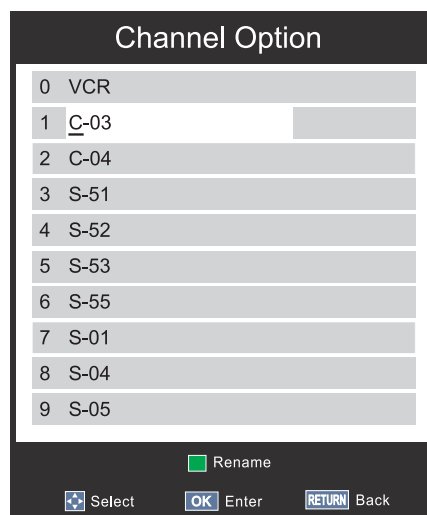 Channel Option
0 VCR
1 C-03
2 C-04
3 S-51
4 S-52
5 S-53
6 S-55
7 S-01
8 S-04
9 S-05
Rename
Select OK Enter RETURN Back